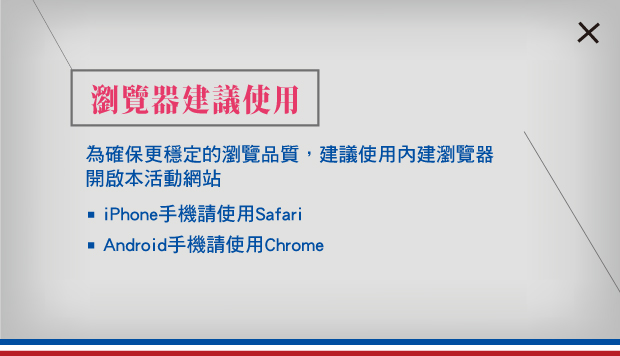 瀏覽器建議使用
為確保更穩定的瀏覽品質，建議使用內建瀏覽器
開啟本活動網站
▪ iPhone手機請使用Safari
▪ Android手機請使用Chrome